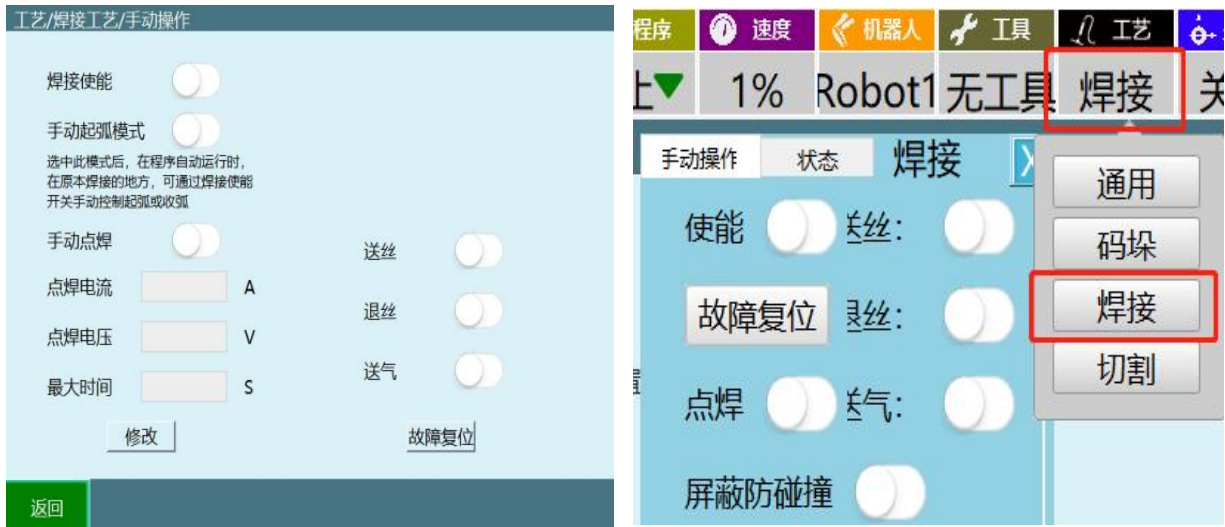 工艺/焊接工艺/手动操作
焊接使能
手动起弧模式
选中此模式后，在程序自动运行时，
在原本焊接的地方，可通过焊接使能
开关手动控制起弧或收弧
手动点焊
点焊电流 A
点焊电压 V
最大时间 S
送丝
退丝
送气
修改
故障复位
返回
程序 速度 机器人 工具 工艺
1% Robot1 无工具 焊接 关
手动操作 状态 焊接 X
使能 送丝：
故障复位 退丝：
点焊 送气：
屏蔽防碰撞
通用
码垛
焊接
切割